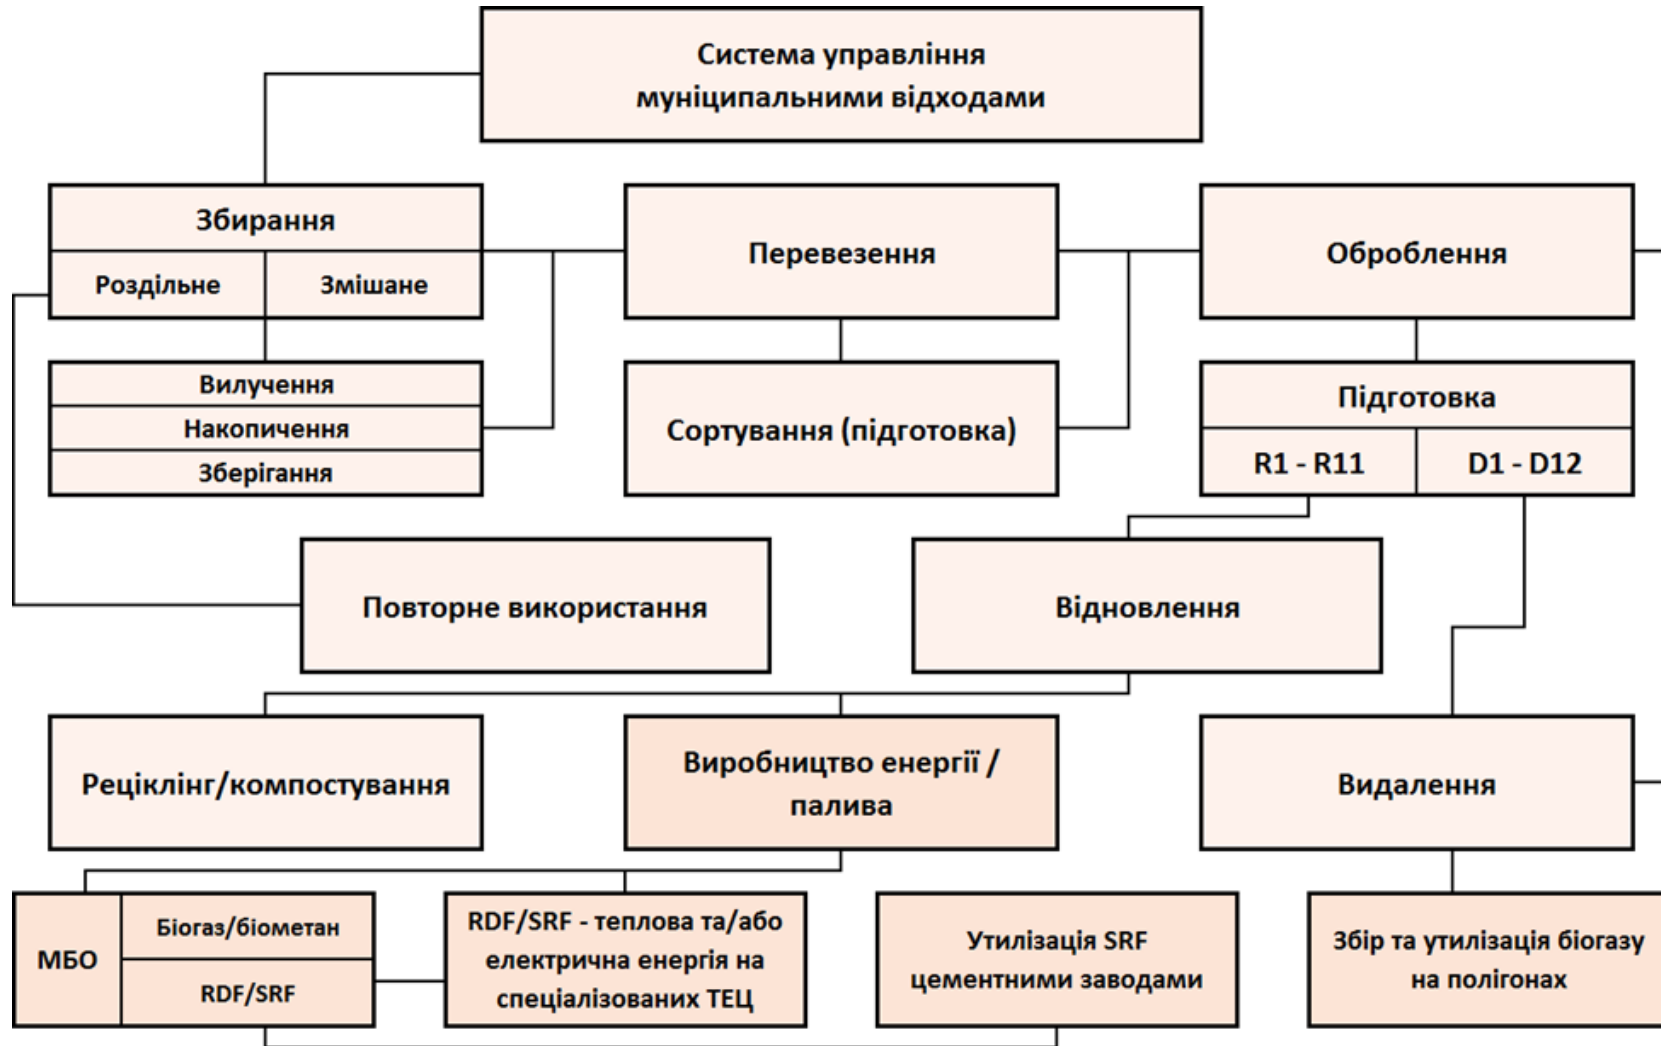 Система управління
муніципальними відходами
Збирання
Роздільне
Змішане
Перевезення
Оброблення
Вилучення
Накопичення
Зберігання
Сортування (підготовка)
Підготовка
R1 - R11
D1 - D12
Повторне використання
Відновлення
Реціклінг/компостування
Виробництво енергії /
палива
Видалення
МБО
Біогаз/біометан
RDF/SRF
RDF/SRF - теплова та/або
електрична енергія на
спеціалізованих ТЕЦ
Утилізація SRF
цементними заводами
Збір та утилізація біогазу
на полігонах